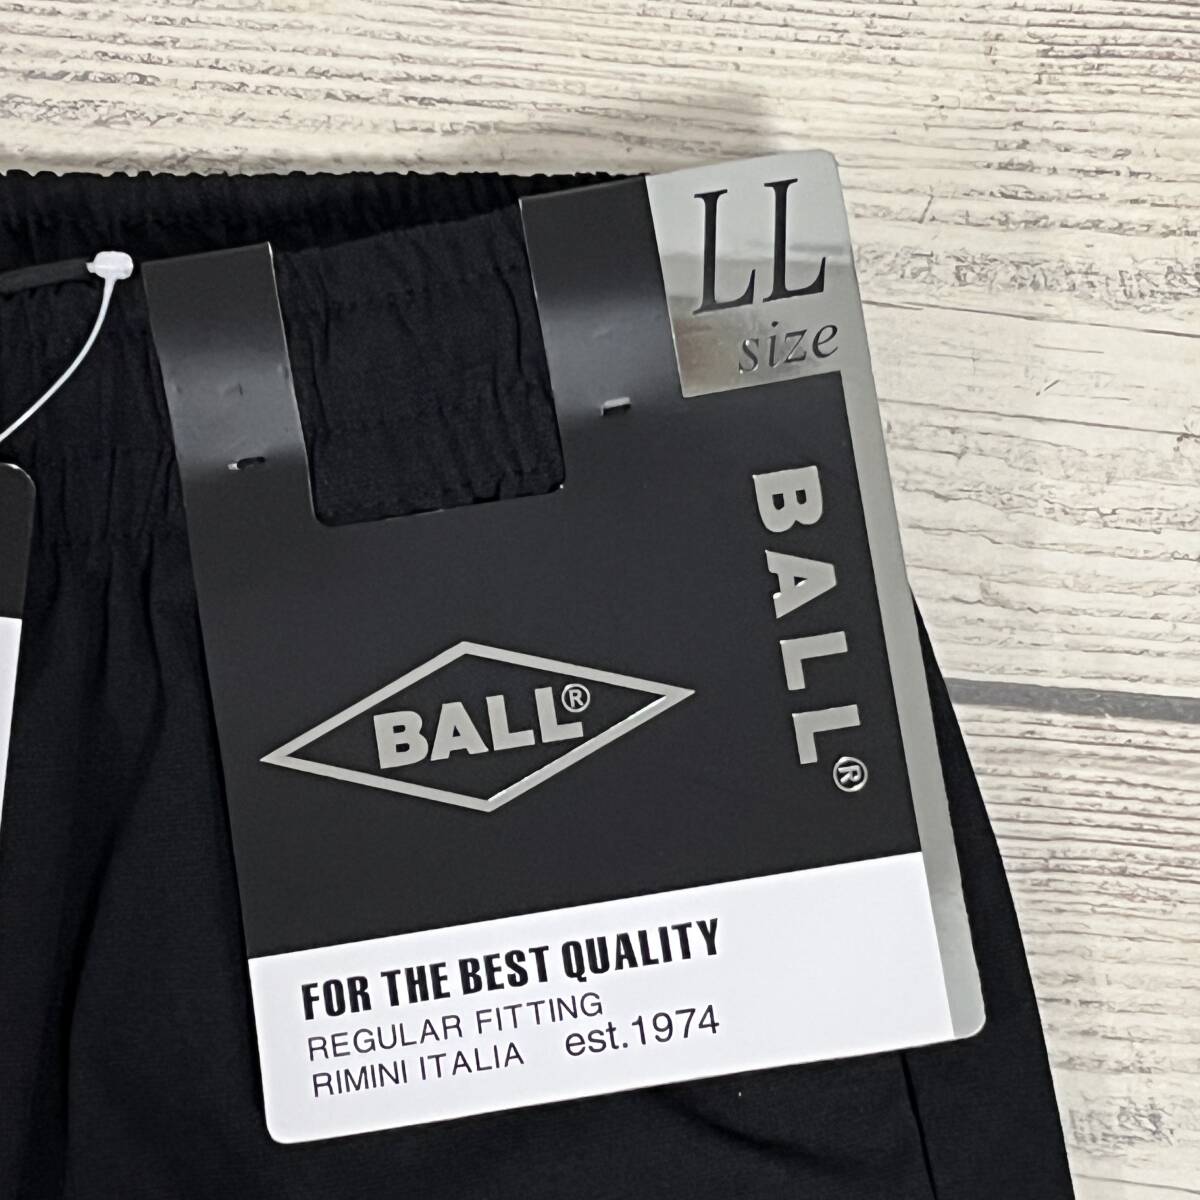 LL
size
BALL®
BALL®
FOR THE BEST QUALITY
REGULAR FITTING
RIMINI ITALIA est.1974